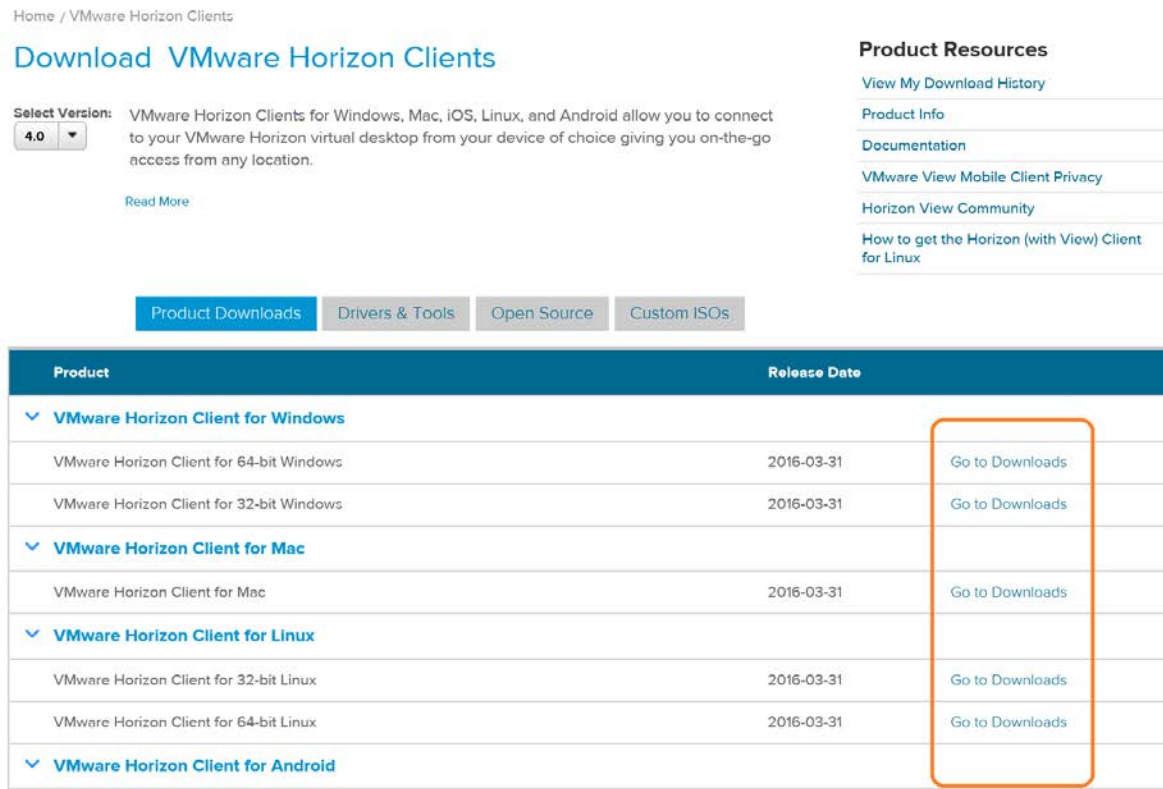 Home / VMware Horizon Clients
Download VMware Horizon Clients
Select Version:
4.0
VMware Horizon Clients for Windows, Mac, iOS, Linux, and Android allow you to connect
to your VMware Horizon virtual desktop from your device of choice giving you on-the-go
access from any location.
Read More
Product Resources
View My Download History
Product Info
Documentation
VMware View Mobile Client Privacy
Horizon View Community
How to get the Horizon (with View) Client
for Linux
Product Downloads Drivers & Tools Open Source Custom ISOs
Product Release Date
VMware Horizon Client for Windows
VMware Horizon Client for 64-bit Windows 2016-03-31 Go to Downloads
VMware Horizon Client for 32-bit Windows 2016-03-31 Go to Downloads
VMware Horizon Client for Mac
VMware Horizon Client for Mac 2016-03-31 Go to Downloads
VMware Horizon Client for Linux
VMware Horizon Client for 32-bit Linux 2016-03-31 Go to Downloads
VMware Horizon Client for 64-bit Linux 2016-03-31 Go to Downloads
VMware Horizon Client for Android